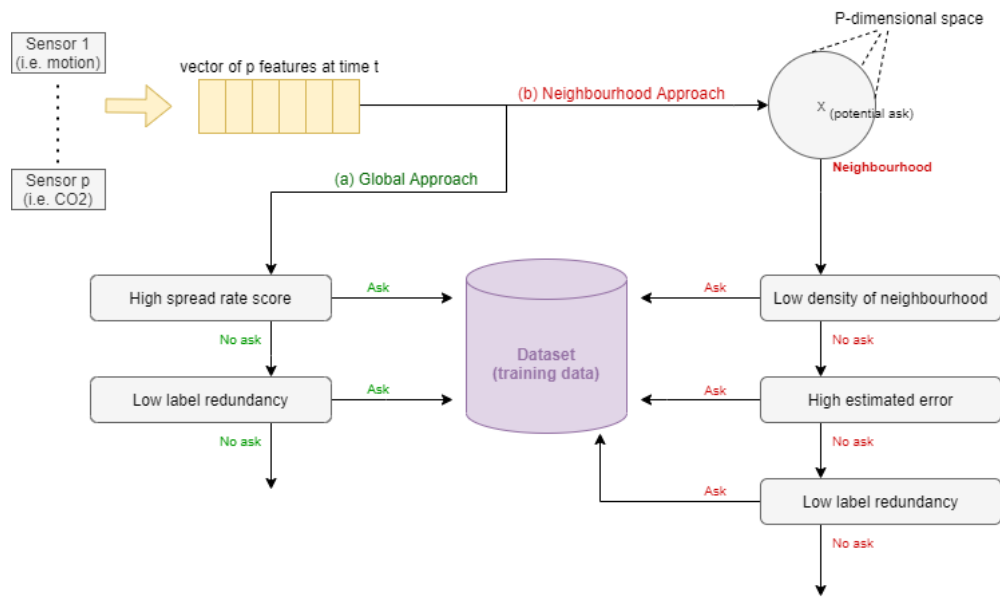 P-dimensional space
Sensor 1
(i.e. motion)
vector of p features at time t
(b) Neighbourhood Approach
X (potential ask)
Neighbourhood
(a) Global Approach
Sensor p
(i.e. CO2)
High spread rate score
Ask
Ask
Low density of neighbourhood
No ask
No ask
Dataset
(training data)
Low label redundancy
Ask
Ask
High estimated error
No ask
No ask
Ask
Low label redundancy
No ask